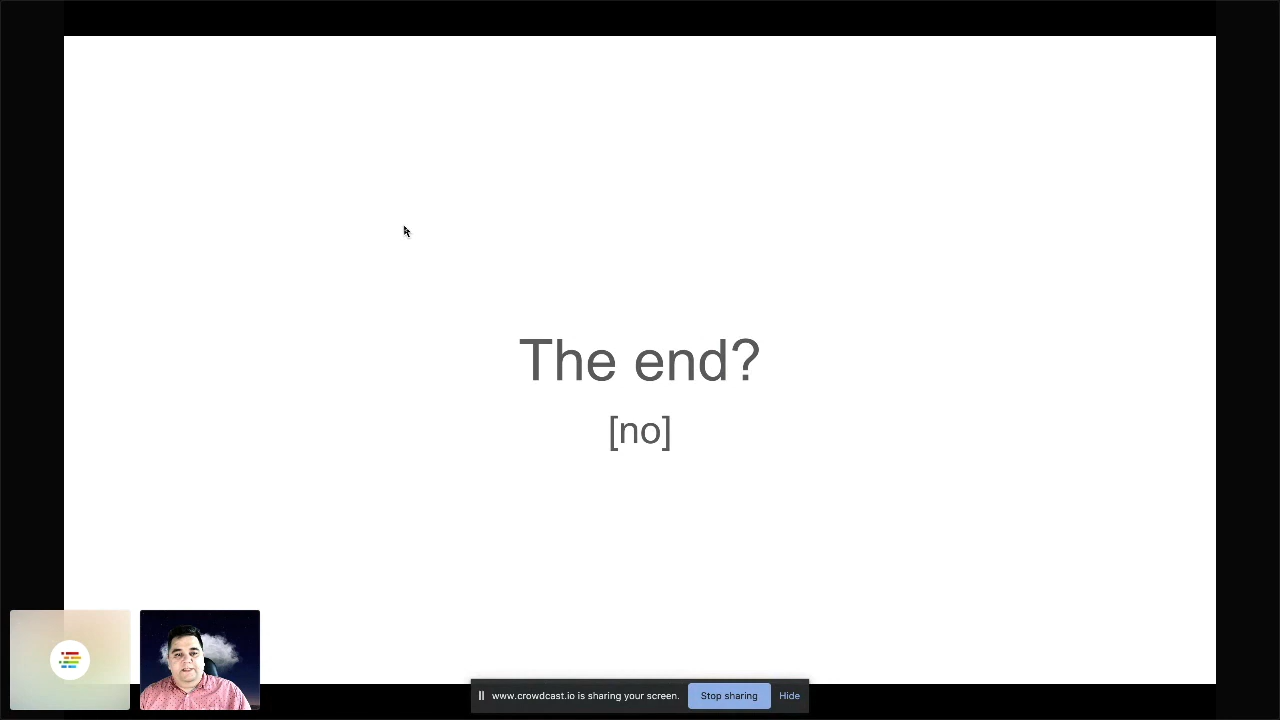 The end?
[no]
www.crowdcast.io is sharing your screen. Stop sharing Hide